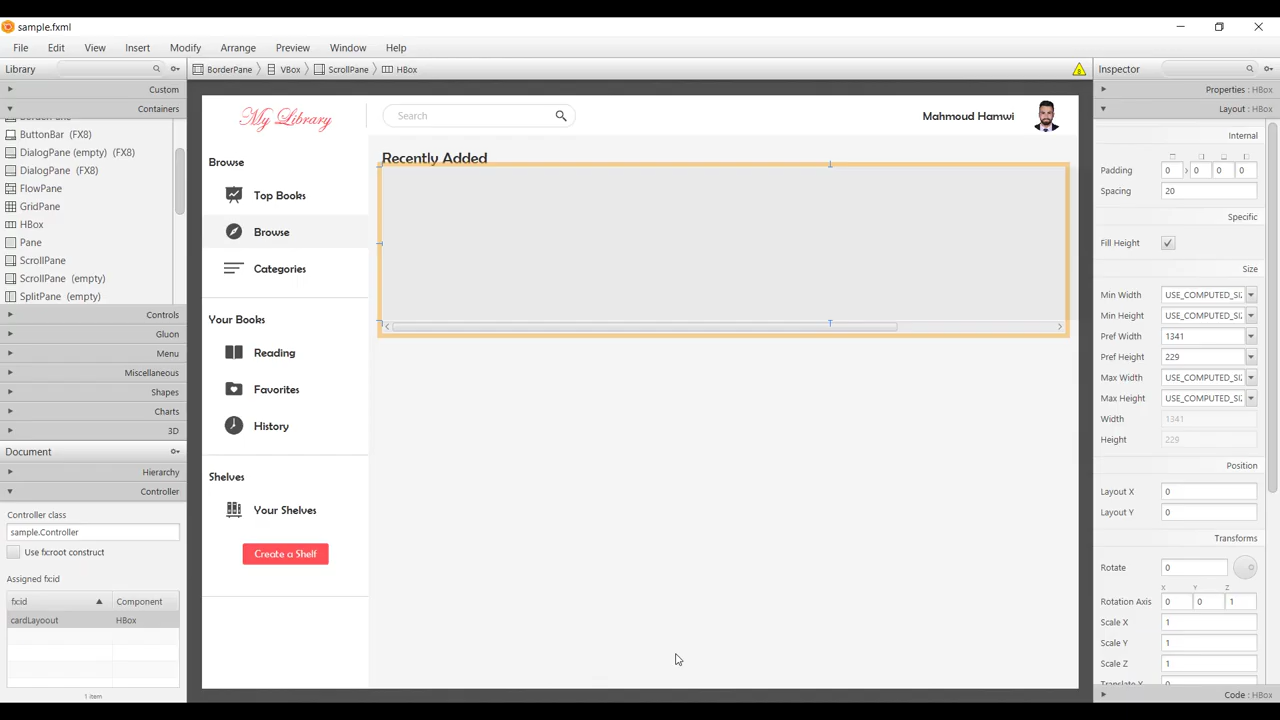 sample.fxml
File Edit View Insert Modify Arrange Preview Window Help
Library
BorderPane VBox ScrollPane HBox
Inspector
Custom
Containers
ButtonBar (FX8)
DialogPane (empty) (FX8)
DialogPane (FX8)
FlowPane
GridPane
HBox
Pane
ScrollPane
ScrollPane (empty)
SplitPane (empty)
Controls
Gluon
Menu
Miscellaneous
Shapes
Charts
3D
Document
Hierarchy
Controller
Controller class
sample.Controller
Use fx:root construct
Assigned fx:id
fx:id Component
cardLayoout HBox
1 item
My Library
Search
Mahmoud Hamwi
Browse
Top Books
Browse
Categories
Your Books
Reading
Favorites
History
Shelves
Your Shelves
Create a Shelf
Recently Added
Properties : HBox
Layout : HBox
Internal
Padding 0 0 0 0
Spacing 20
Specific
Fill Height
Size
Min Width USE_COMPUTED_SI
Min Height USE_COMPUTED_SI
Pref Width 1341
Pref Height 229
Max Width USE_COMPUTED_SI
Max Height USE_COMPUTED_SI
Width 1341
Height 229
Position
Layout X 0
Layout Y 0
Transforms
Rotate 0
X Y Z
Rotation Axis 0 0 1
Scale X 1
Scale Y 1
Scale Z 1
Translate X
Code : HBox